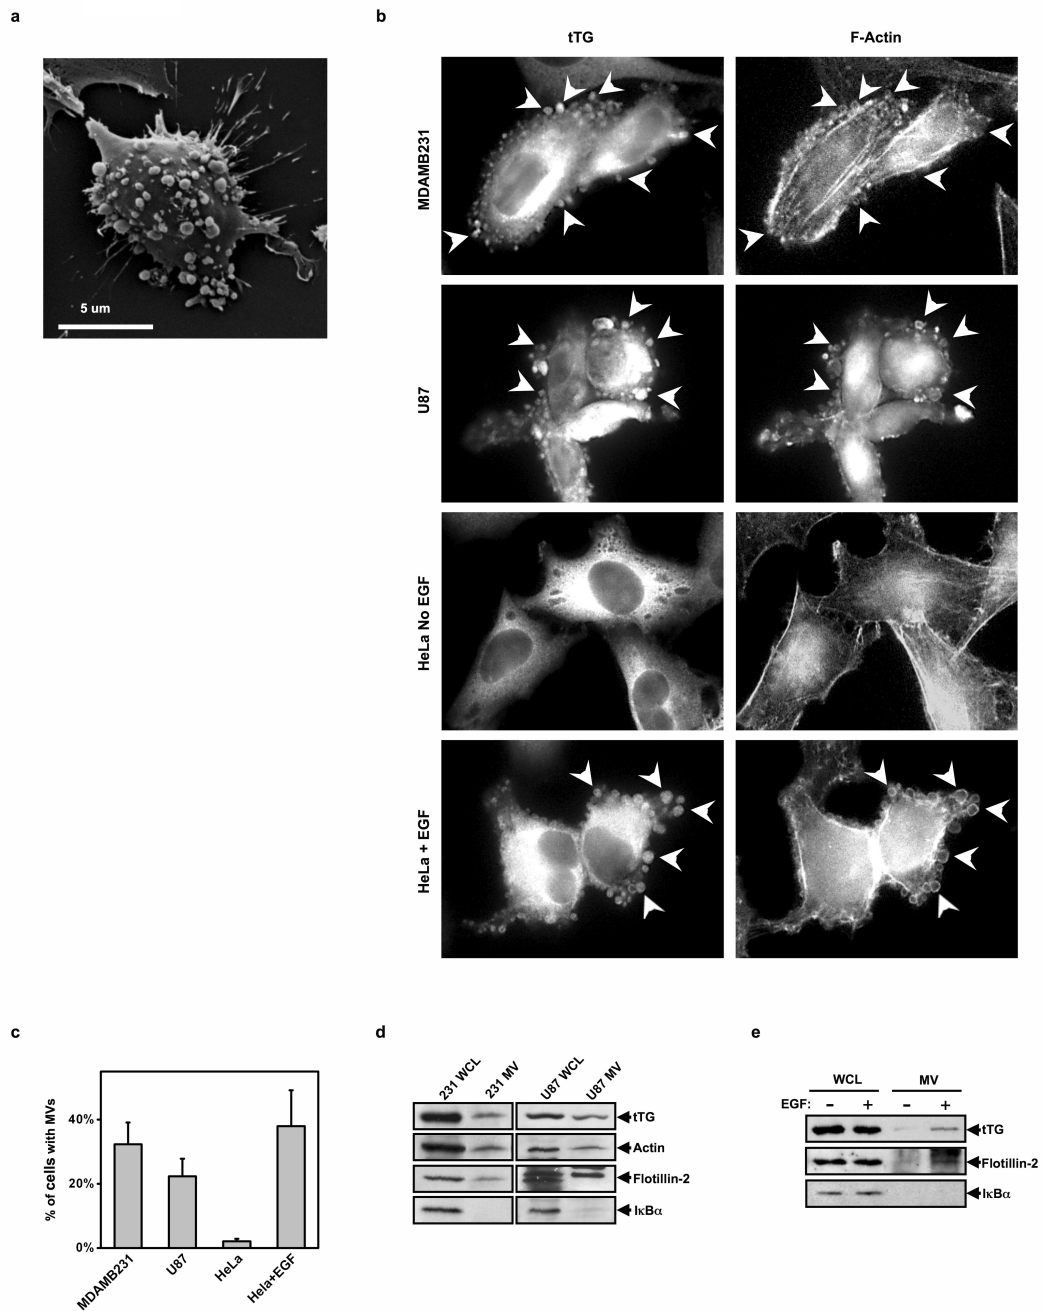 a
5 um
b
tTG
F-Actin
MDAMB231
U87
HeLa No EGF
HeLa + EGF
c
% of cells with MVs
40%
20%
0%
MDAMB231
U87
HeLa
Hela+EGF
d
231 WCL
231 MV
U87 WCL
U87 MV
tTG
Actin
Flotillin-2
IκBα
e
WCL MV
EGF: − + − +
tTG
Flotillin-2
IκBα